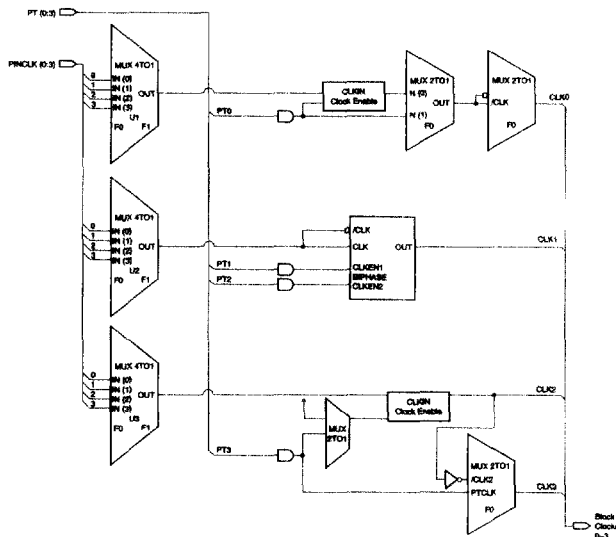 PT (0:3)
PINCLK (0:3)
MUX 4TO1
0
IN (0)
1
IN (1)
2
IN (2)
3
IN (3)
OUT
U1
F0
F1
PT0
CLKIN
Clock Enable
MUX 2TO1
N (0)
OUT
N (1)
F0
MUX 2TO1
/CLK
F0
CLK0
MUX 4TO1
0
IN (0)
1
IN (1)
2
IN (2)
3
IN (3)
OUT
U2
F0
F1
PT1
PT2
/CLK
CLK
OUT
CLKEN1
BIPHASE
CLKEN2
CLK1
MUX 4TO1
0
IN (0)
1
IN (1)
2
IN (2)
3
IN (3)
OUT
U3
F0
F1
PT3
MUX
2TO1
CLKIN
Clock Enable
CLK2
MUX 2TO1
/CLK2
PTCLK
F0
CLK3
Block